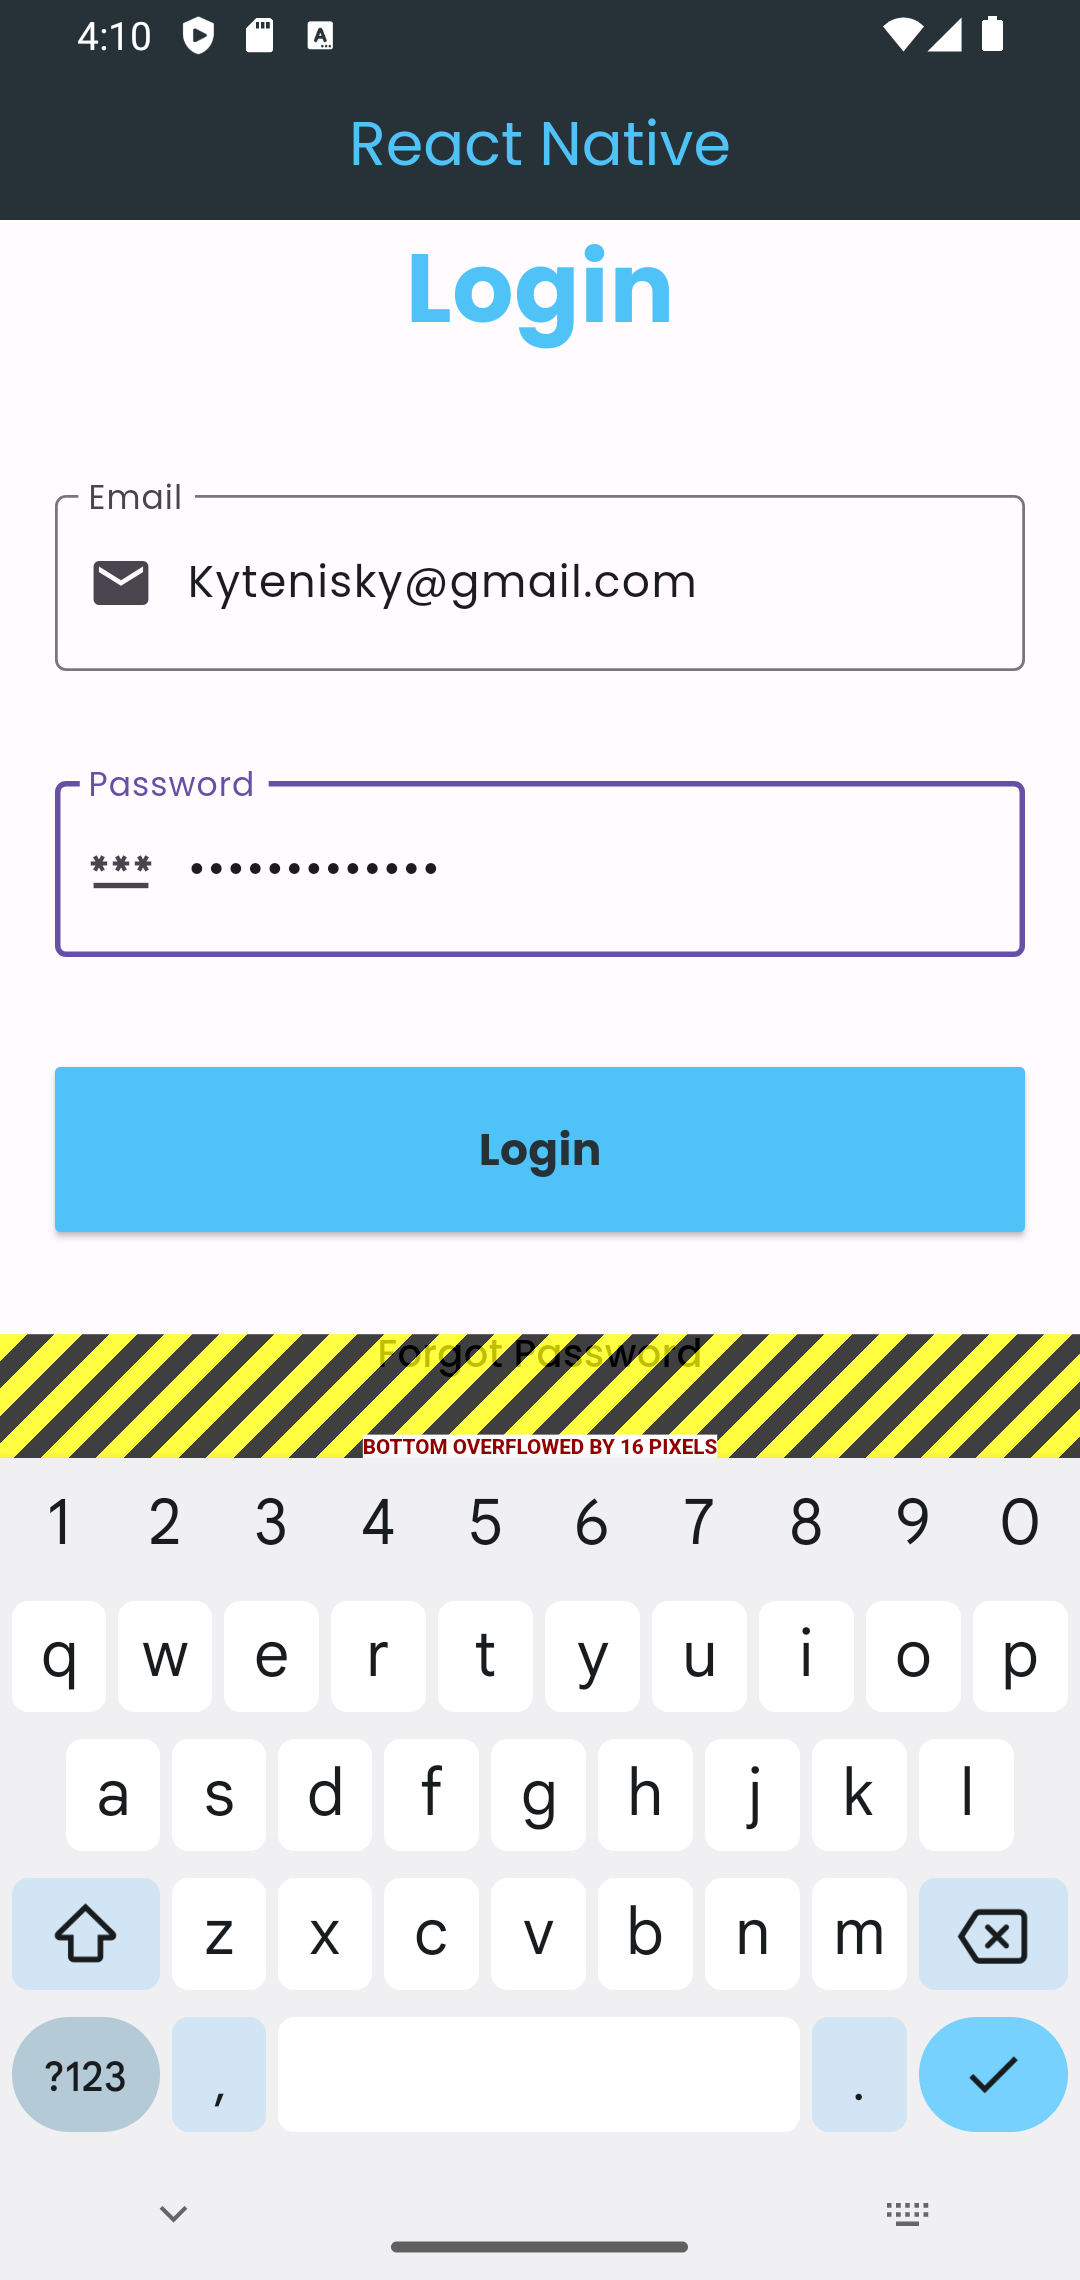 4:10
React Native
Login
Email
Kytenisky@gmail.com
Password
•••••••••••••
Login
Forgot Password
BOTTOM OVERFLOWED BY 16 PIXELS
1 2 3 4 5 6 7 8 9 0
q w e r t y u i o p
a s d f g h j k l
z x c v b n m
?123 , .